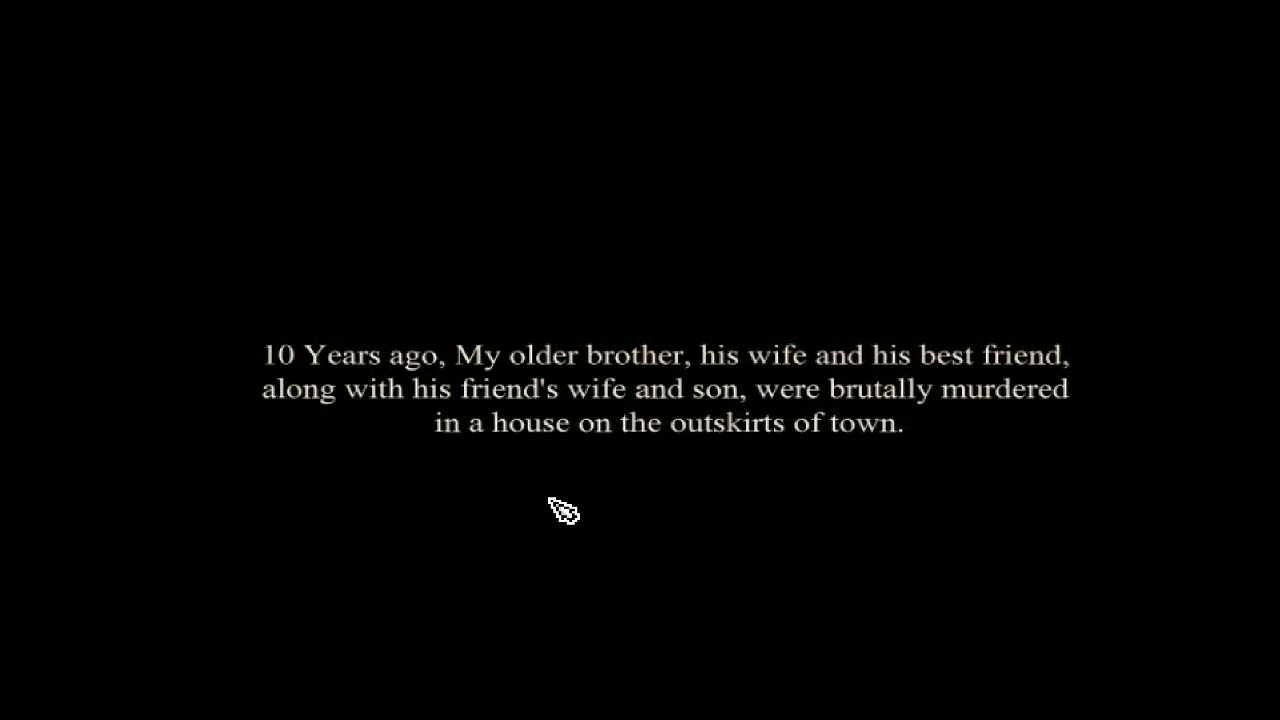 10 Years ago, My older brother, his wife and his best friend,
along with his friend's wife and son, were brutally murdered
in a house on the outskirts of town.